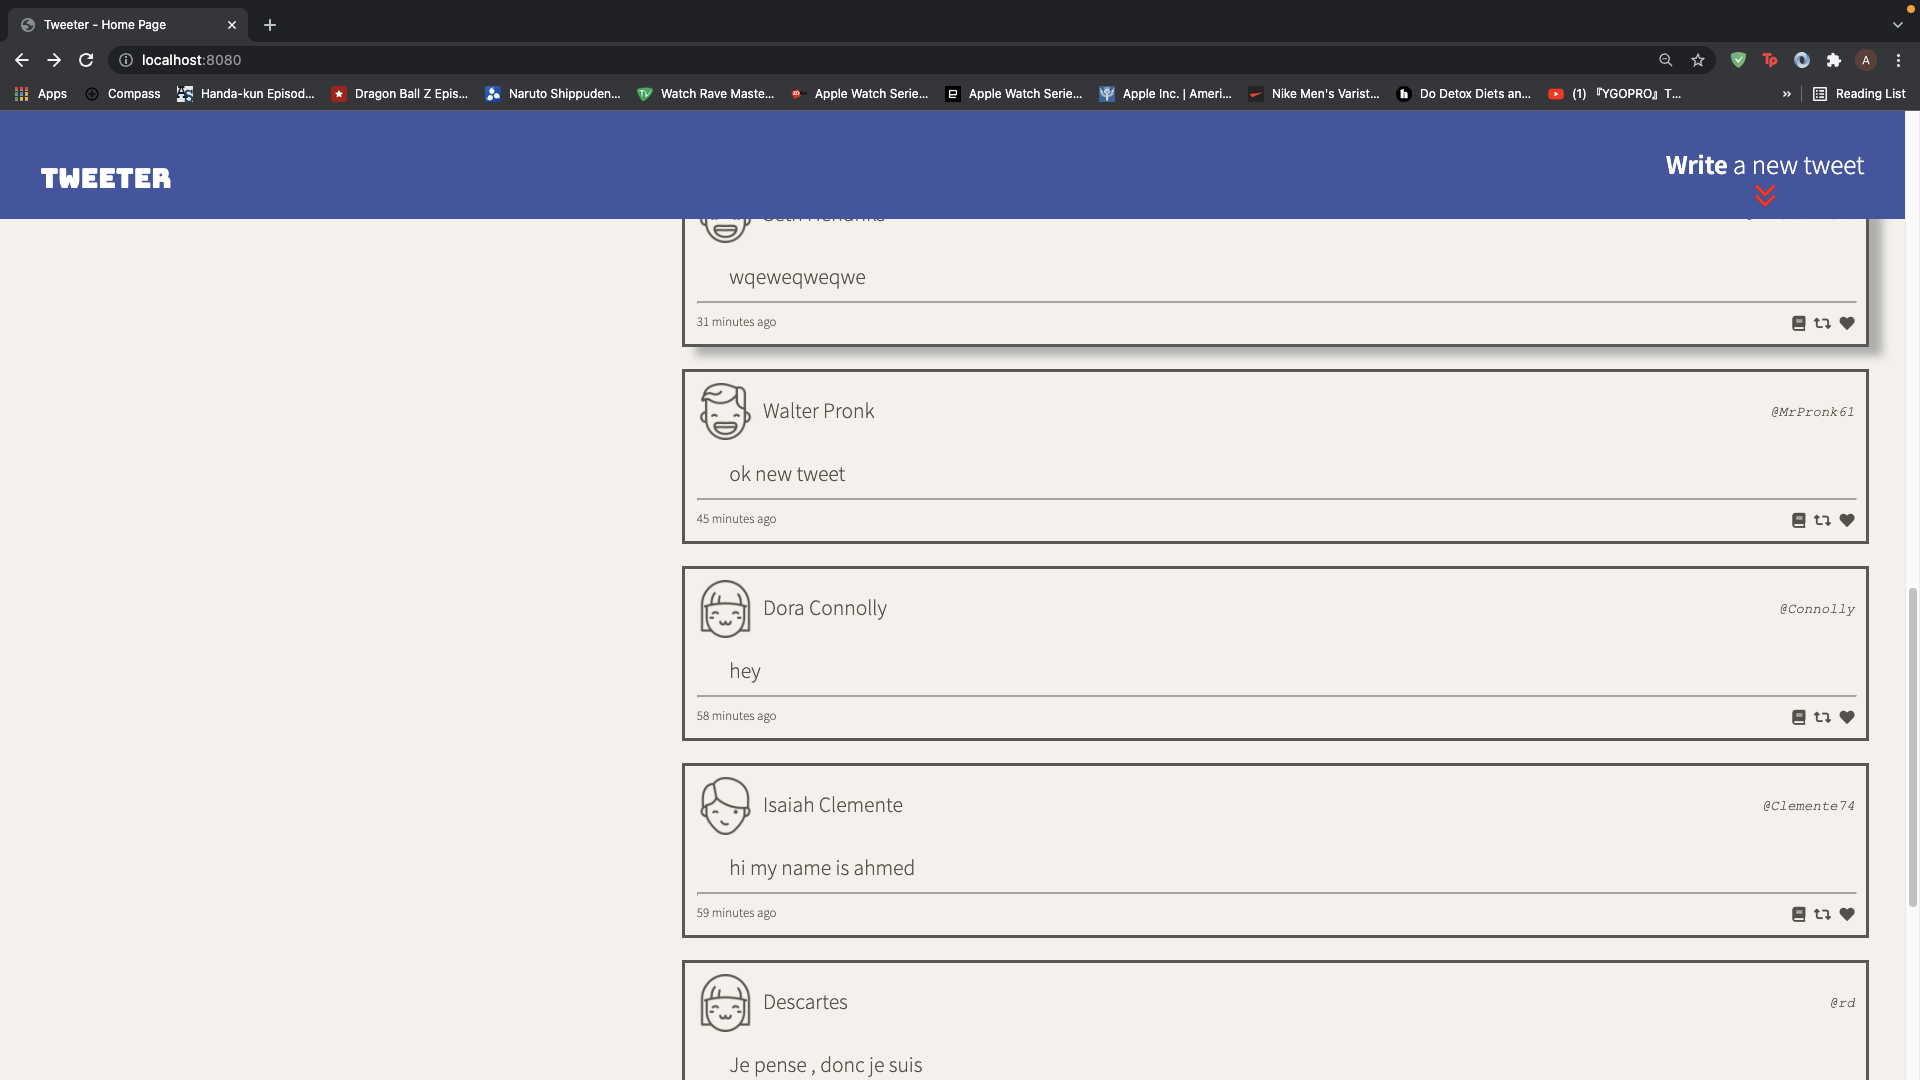 Tweeter - Home Page
localhost:8080
A
Apps
Compass
Handa-kun Episod...
Dragon Ball Z Epis...
Naruto Shippuden...
Watch Rave Maste...
Apple Watch Serie...
Apple Watch Serie...
Apple Inc. | Ameri...
Nike Men's Varist...
Do Detox Diets an...
(1) 『YGOPRO』 T...
»
Reading List
TWEETER
Write a new tweet
wqeweqweqwe
31 minutes ago
Walter Pronk
@MrPronk61
ok new tweet
45 minutes ago
Dora Connolly
@Connolly
hey
58 minutes ago
Isaiah Clemente
@Clemente74
hi my name is ahmed
59 minutes ago
Descartes
@rd
Je pense , donc je suis